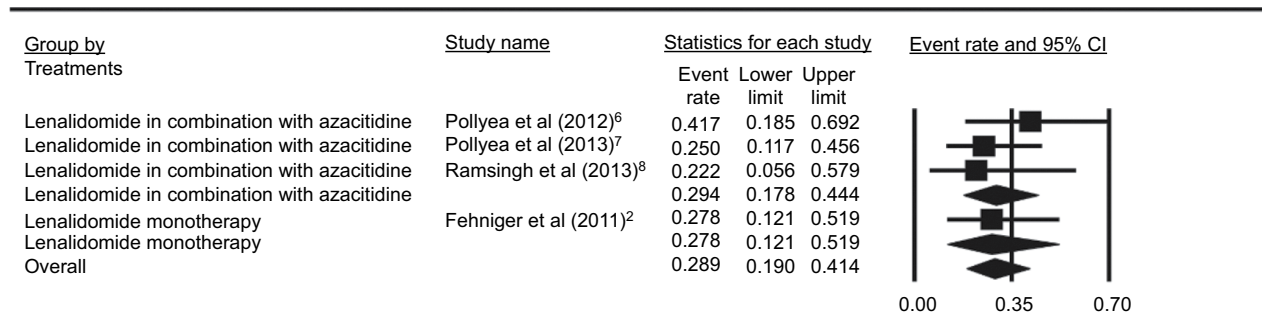 Group by Study name Statistics for each study Event rate and 95% CI
Treatments
Event Lower Upper
rate limit limit
Lenalidomide in combination with azacitidine Pollyea et al (2012)⁶ 0.417 0.185 0.692
Lenalidomide in combination with azacitidine Pollyea et al (2013)⁷ 0.250 0.117 0.456
Lenalidomide in combination with azacitidine Ramsingh et al (2013)⁸ 0.222 0.056 0.579
Lenalidomide in combination with azacitidine 0.294 0.178 0.444
Lenalidomide monotherapy Fehniger et al (2011)² 0.278 0.121 0.519
Lenalidomide monotherapy 0.278 0.121 0.519
Overall 0.289 0.190 0.414
0.00 0.35 0.70